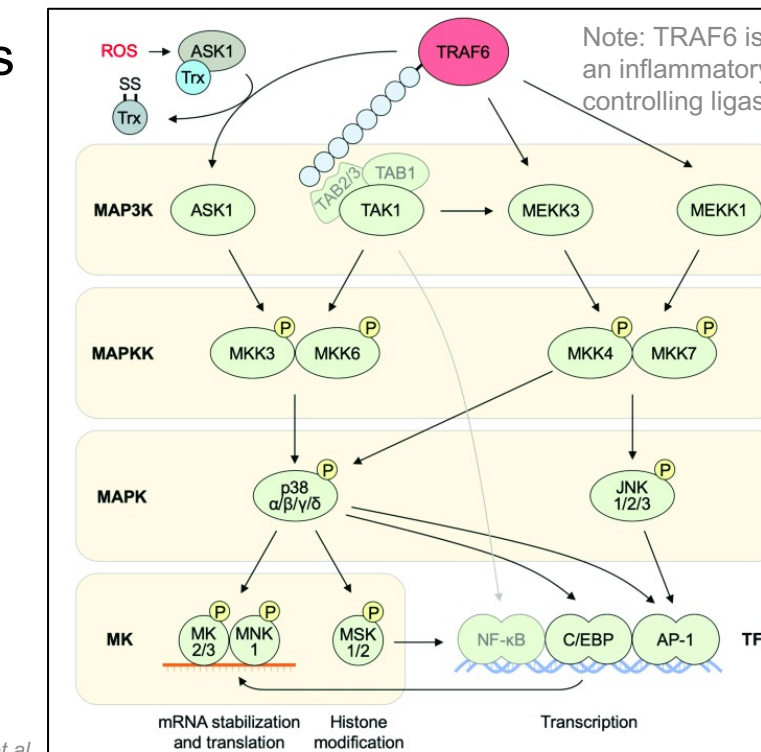 s
Note: TRAF6 is
an inflammatory
controlling ligas
ROS
ASK1
Trx
SS
Trx
TRAF6
MAP3K
ASK1
TAB2/3
TAB1
TAK1
MEKK3
MEKK1
MAPKK
MKK3
P
MKK6
P
MKK4
P
MKK7
P
MAPK
p38
α/β/γ/δ
P
JNK
1/2/3
P
MK
MK
2/3
P
MNK
1
P
MSK
1/2
P
NF-κB
C/EBP
AP-1
TF
mRNA stabilization
and translation
Histone
modification
Transcription
et al